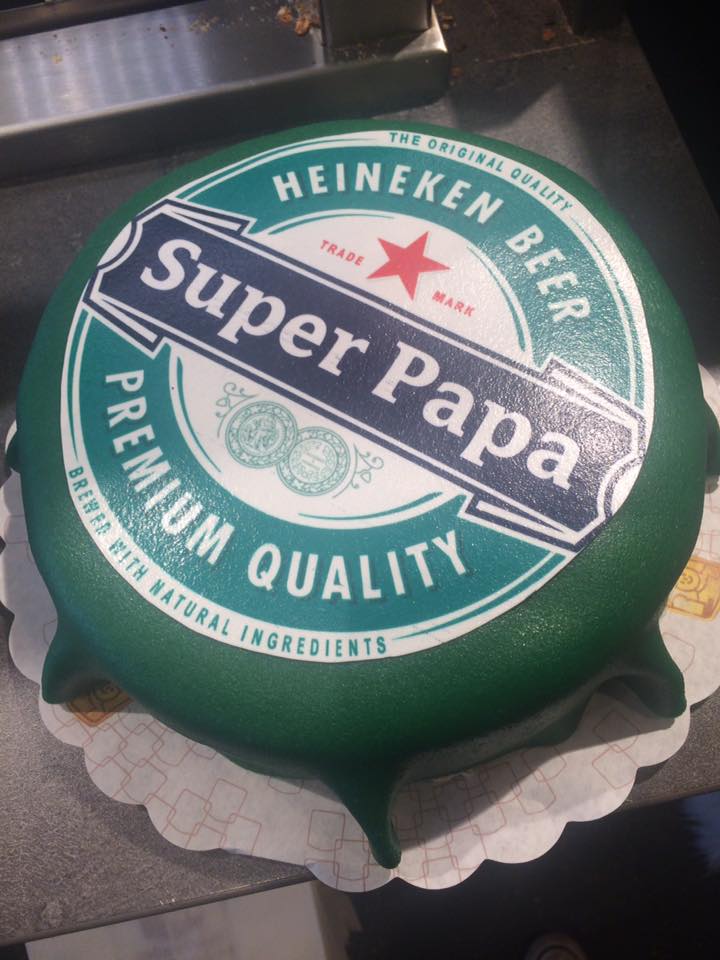 THE ORIGINAL QUALITY
HEINEKEN BEER
TRADE MARK
Super Papa
PREMIUM QUALITY
BREWED WITH NATURAL INGREDIENTS